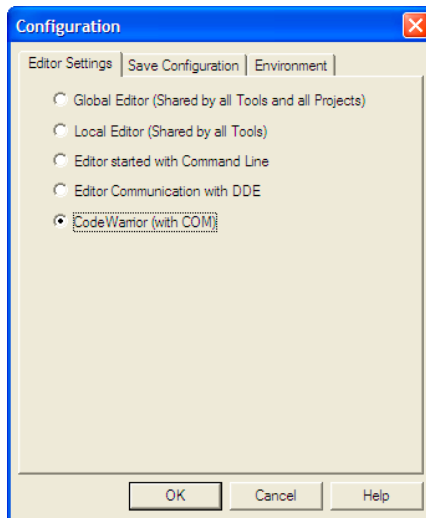 Configuration
Editor Settings
Save Configuration
Environment
Global Editor (Shared by all Tools and all Projects)
Local Editor (Shared by all Tools)
Editor started with Command Line
Editor Communication with DDE
CodeWarrior (with COM)
OK
Cancel
Help